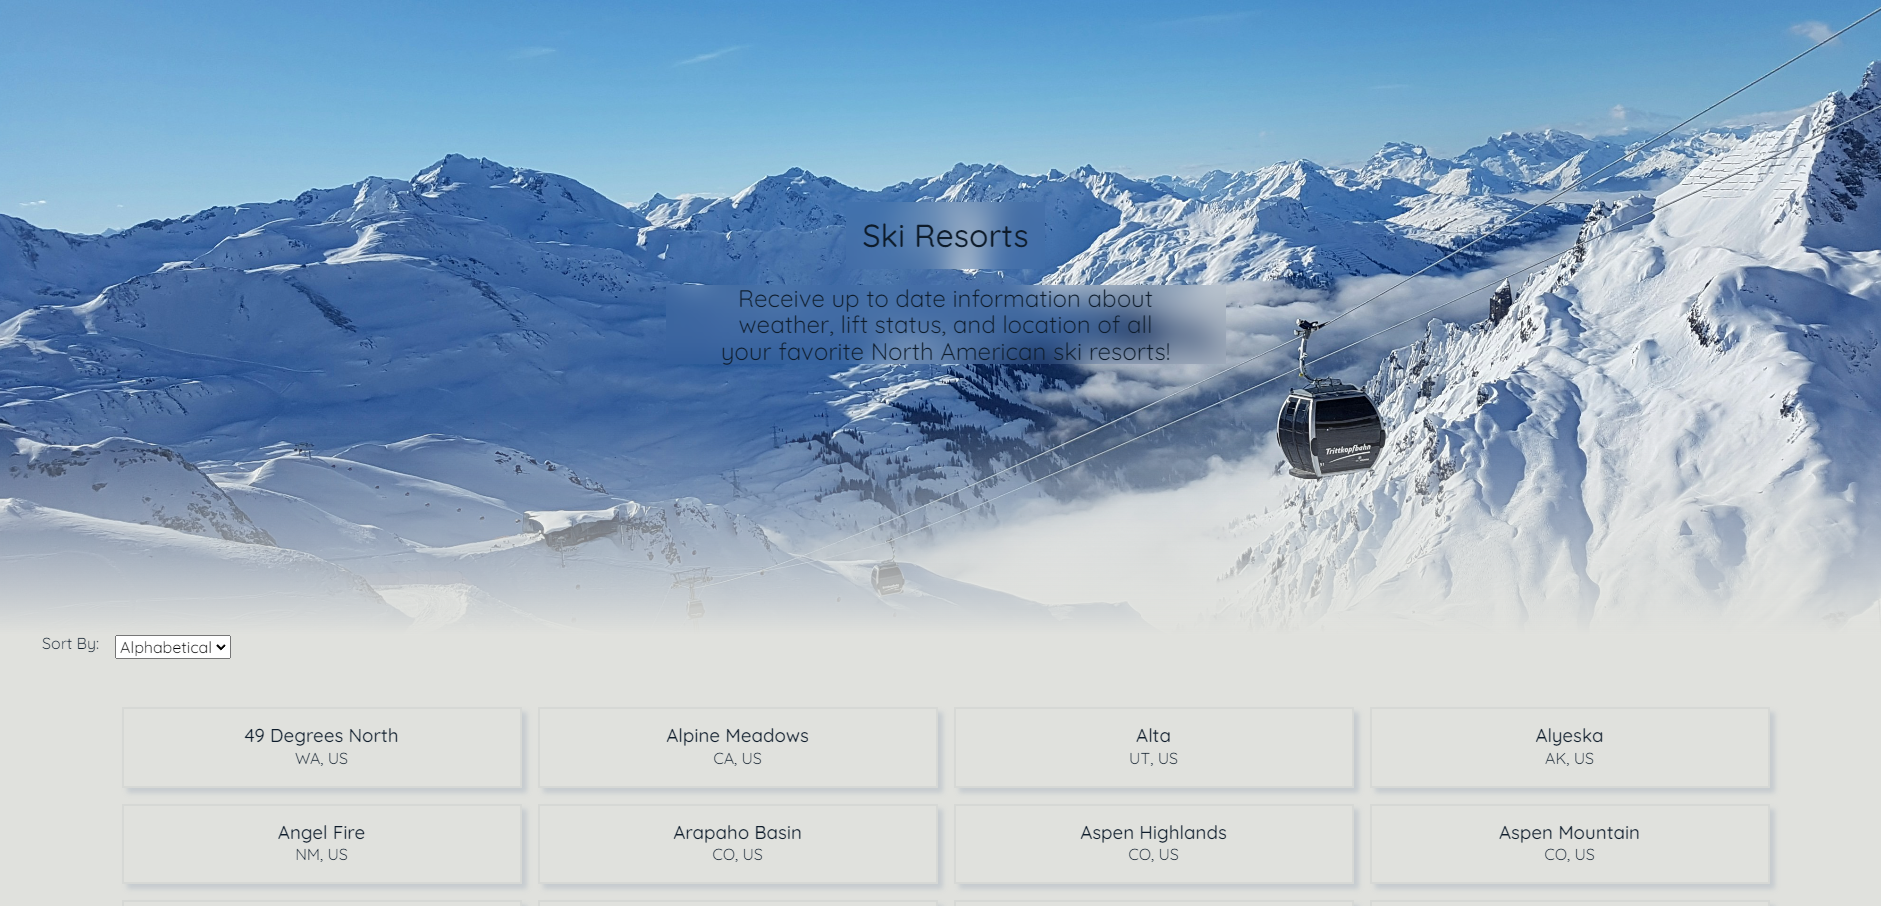 Ski Resorts
Receive up to date information about
weather, lift status, and location of all
your favorite North American ski resorts!
Trittkopfbahn
Sort By: Alphabetical
49 Degrees North
WA, US
Alpine Meadows
CA, US
Alta
UT, US
Alyeska
AK, US
Angel Fire
NM, US
Arapaho Basin
CO, US
Aspen Highlands
CO, US
Aspen Mountain
CO, US